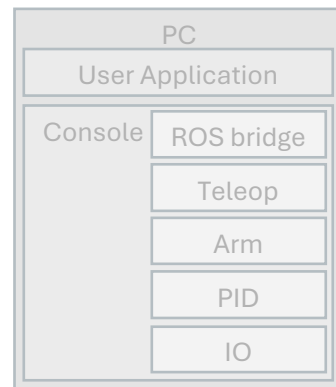 PC
User Application
Console
ROS bridge
Teleop
Arm
PID
IO